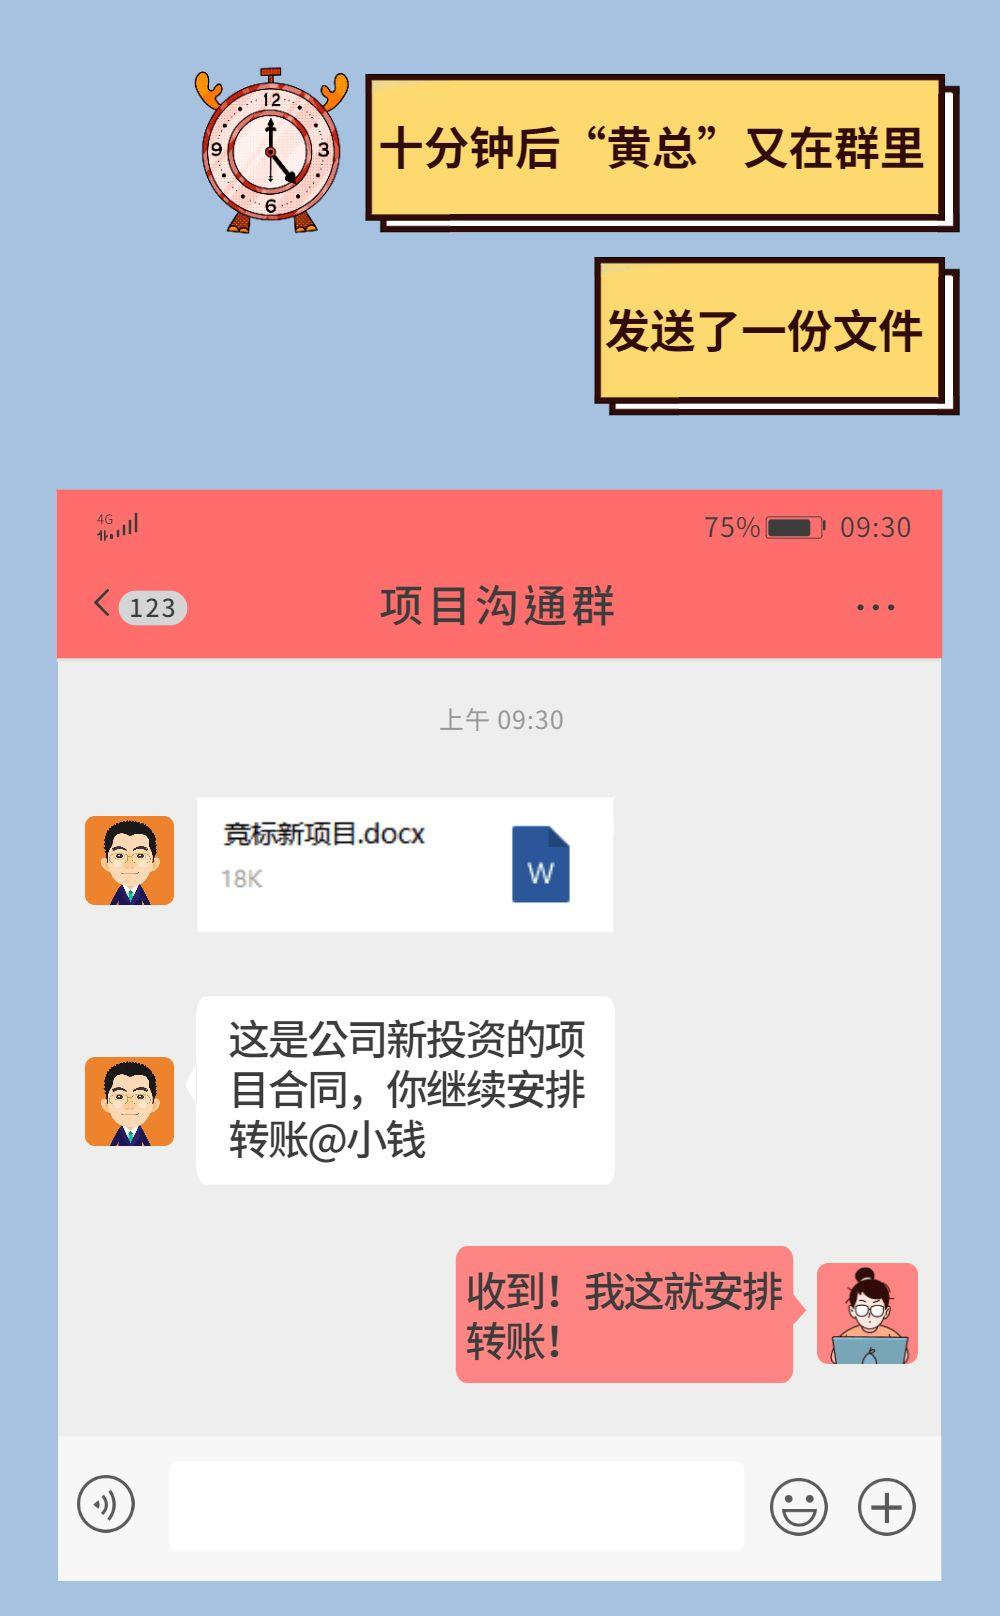 12
9
3
6
十分钟后“黄总”又在群里
发送了一份文件
4G
75%
09:30
123
项目沟通群
上午 09:30
竞标新项目.docx
18K
W
这是公司新投资的项
目合同，你继续安排
转账@小钱
收到！我这就安排
转账！